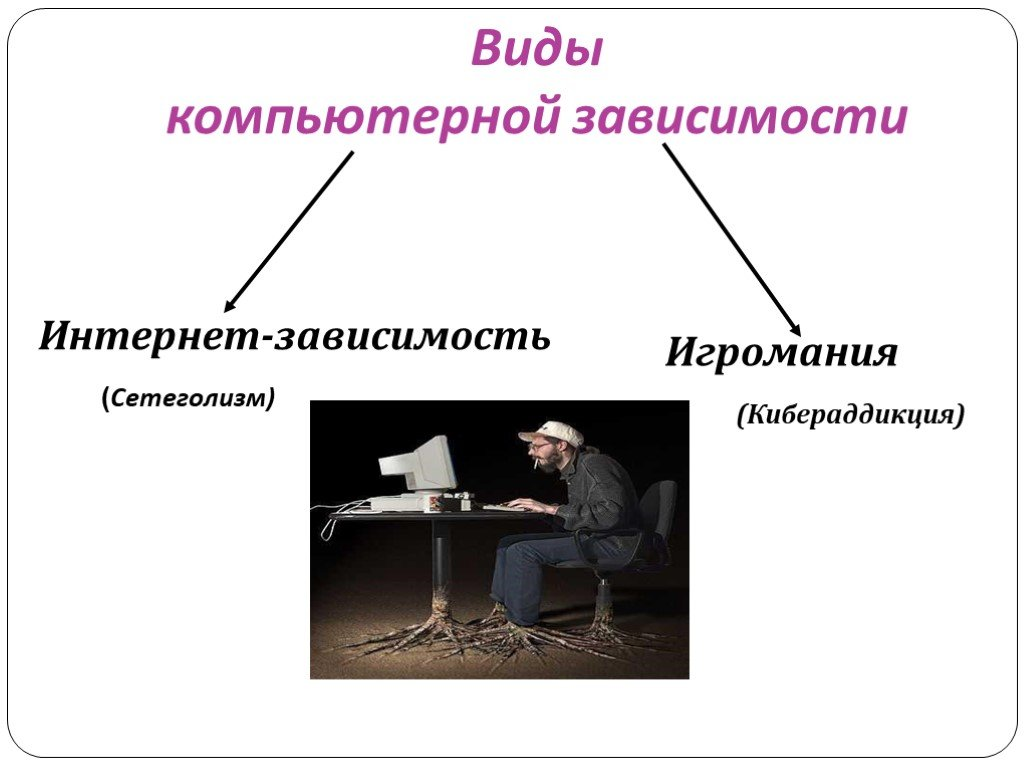 Виды
компьютерной зависимости
Интернет-зависимость
Игромания
(Сетеголизм)
(Кибераддикция)